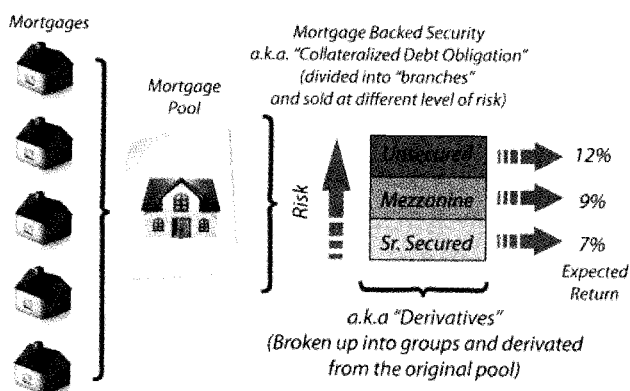 Mortgages
Mortgage
Pool
Mortgage Backed Security
a.k.a. "Collateralized Debt Obligation"
(divided into "branches"
and sold at different level of risk)
Risk
Unsecured
12%
Mezzanine
9%
Sr. Secured
7%
Expected
Return
a.k.a "Derivatives"
(Broken up into groups and derivated
from the original pool)